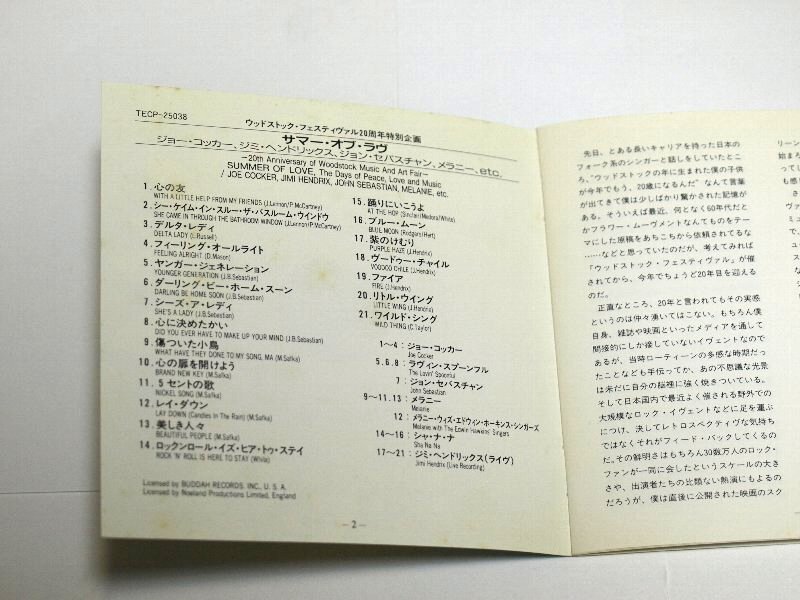 TECP-25038
ウッドストック・フェスティヴァル20周年特別企画
サマー・オブ・ラヴ
ジョー・コッカー、ジミ・ヘンドリックス、ジョン・セバスチャン、メラニー、etc.
−20th Anniversary of Woodstock Music And Art Fair−
SUMMER OF LOVE, The Days of Peace, Love and Music
/ JOE COCKER, JIMI HENDRIX, JOHN SEBASTIAN, MELANIE, etc.
1. 心の友
WITH A LITTLE HELP FROM MY FRIENDS (J.Lennon/P.McCartney)
2. シー・ケイム・イン・スルー・ザ・バスルーム・ウインドウ
SHE CAME IN THROUGH THE BATHROOM WINDOW (J.Lennon/P.McCartney)
3. デルタ・レディ
DELTA LADY (L.Russell)
4. フィーリング・オールライト
FEELING ALRIGHT (D.Mason)
5. ヤンガー・ジェネレーション
YOUNGER GENERATION (J.B.Sebastian)
6. ダーリング・ビー・ホーム・スーン
DARLING BE HOME SOON (J.B.Sebastian)
7. シーズ・ア・レディ
SHE'S A LADY (J.B.Sebastian)
8. 心に決めたかい
DID YOU EVER HAVE TO MAKE UP YOUR MIND (J.B.Sebastian)
9. 傷ついた小鳥
WHAT HAVE THEY DONE TO MY SONG, MA (M.Safka)
10. 心の扉を開けよう
BRAND NEW KEY (M.Safka)
11. 5セントの歌
NICKEL SONG (M.Safka)
12. レイ・ダウン
LAY DOWN (Candles In The Rain) (M.Safka)
13. 美しき人々
BEAUTIFUL PEOPLE (M.Safka)
14. ロックンロール・イズ・ヒア・トゥ・ステイ
ROCK 'N' ROLL IS HERE TO STAY (White)
Licensed by BUDDAH RECORDS. INC., U. S. A.
Licensed by Nooland Productions Limited, England
15. 踊りにいこうよ
AT THE HOP (Sinclair/Medora/White)
16. ブルー・ムーン
BLUE MOON (Rodgers/Hart)
17. 紫のけむり
PURPLE HAZE (J.Hendrix)
18. ヴードゥー・チャイル
VOODOO CHILE (J.Hendrix)
19. ファイア
FIRE (J.Hendrix)
20. リトル・ウイング
LITTLE WING (J.Hendrix)
21. ワイルド・シング
WILD THING (C.Taylor)
1〜4：ジョー・コッカー
Joe Cocker
5.6.8：ラヴィン・スプーンフル
The Lovin' Spoonful
7：ジョン・セバスチャン
John Sebastian
9〜11.13：メラニー
Melanie
12：メラニー・ウィズ・エドウィン・ホーキンス・シンガーズ
Melanie with The Edwin Hawkins' Singers
14〜16：シャ・ナ・ナ
Sha Na Na
17〜21：ジミ・ヘンドリックス(ライヴ)
Jimi Hendrix (Live Recording)
−2−
先日、とある長いキャリアを持った日本の
フォーク系のシンガーと話しをしていたとこ
ろ、"ウッドストックの年に生まれた僕の子供
が今年でもう、20歳になるんだ" なんて言葉
が出てきて僕は少しばかり驚かされた記憶が
ある。そういえば最近、何となく60年代だと
かフラワー・ムーヴメントなんてものをテー
マにした原稿をあちこちから依頼されてるな
……などと思っていたのだが、考えてみれば
「ウッドストック・フェスティヴァル」が催
されてから、今年でちょうど20年目を迎える
のだ。
正直なところ、20年と言われてもその実感
というのは仲々湧いてはこない。もちろん僕
自身、雑誌や映画といったメディアを通して
間接的にしか接していないイヴェントなので
あるが、当時ローティーンの多感な時期だっ
たことなども手伝ってか、あの不思議な光景
は未だに自分の脳裡に強く焼きついている。
そして日本国内で最近よく催される野外での
大規模なロック・イヴェントなどに足を運ぶ
につけ、決してレトロスペクティヴな気持ち
ではなくそれがフィード・バックしてくるの
だ。その鮮明さはもちろん30数万人のロック・
ファンが一同に会したというスケールの大き
さや、出演者たちの比類ない熱演にもよるの
だろうが、僕は直後に公開された映画のスク
リーン
始まろ
って